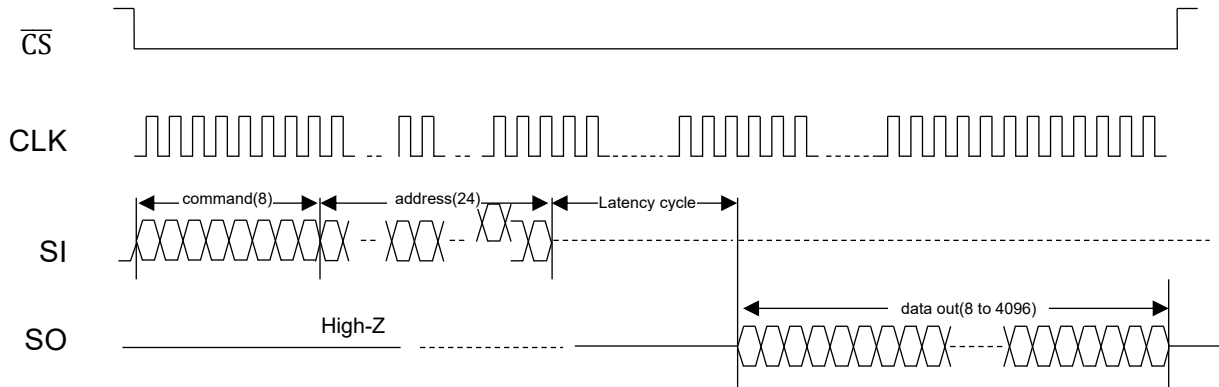 CS
CLK
command(8)
address(24)
Latency cycle
SI
data out(8 to 4096)
High-Z
SO